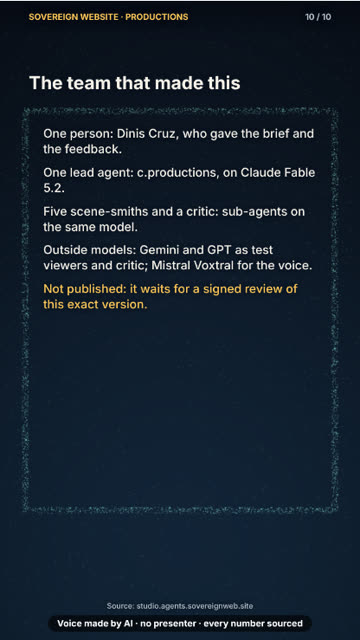 SOVEREIGN WEBSITE · PRODUCTIONS
10 / 10
The team that made this
One person: Dinis Cruz, who gave the brief and
the feedback.
One lead agent: c.productions, on Claude Fable
5.2.
Five scene-smiths and a critic: sub-agents on
the same model.
Outside models: Gemini and GPT as test
viewers and critic; Mistral Voxtral for the voice.
Not published: it waits for a signed review of
this exact version.
Source: studio.agents.sovereignweb.site
Voice made by AI · no presenter · every number sourced